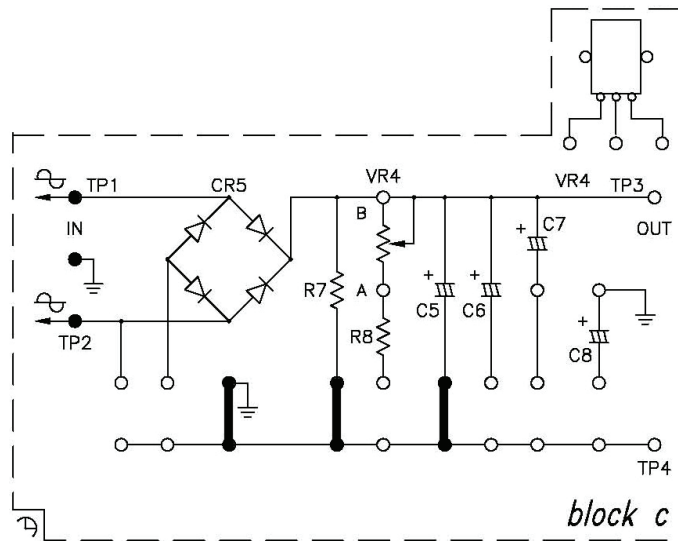 TP1
CR5
VR4
VR4
TP3
B
IN
+
C7
OUT
R7
A
+
C5
+
C6
+
C8
TP2
R8
TP4
block c